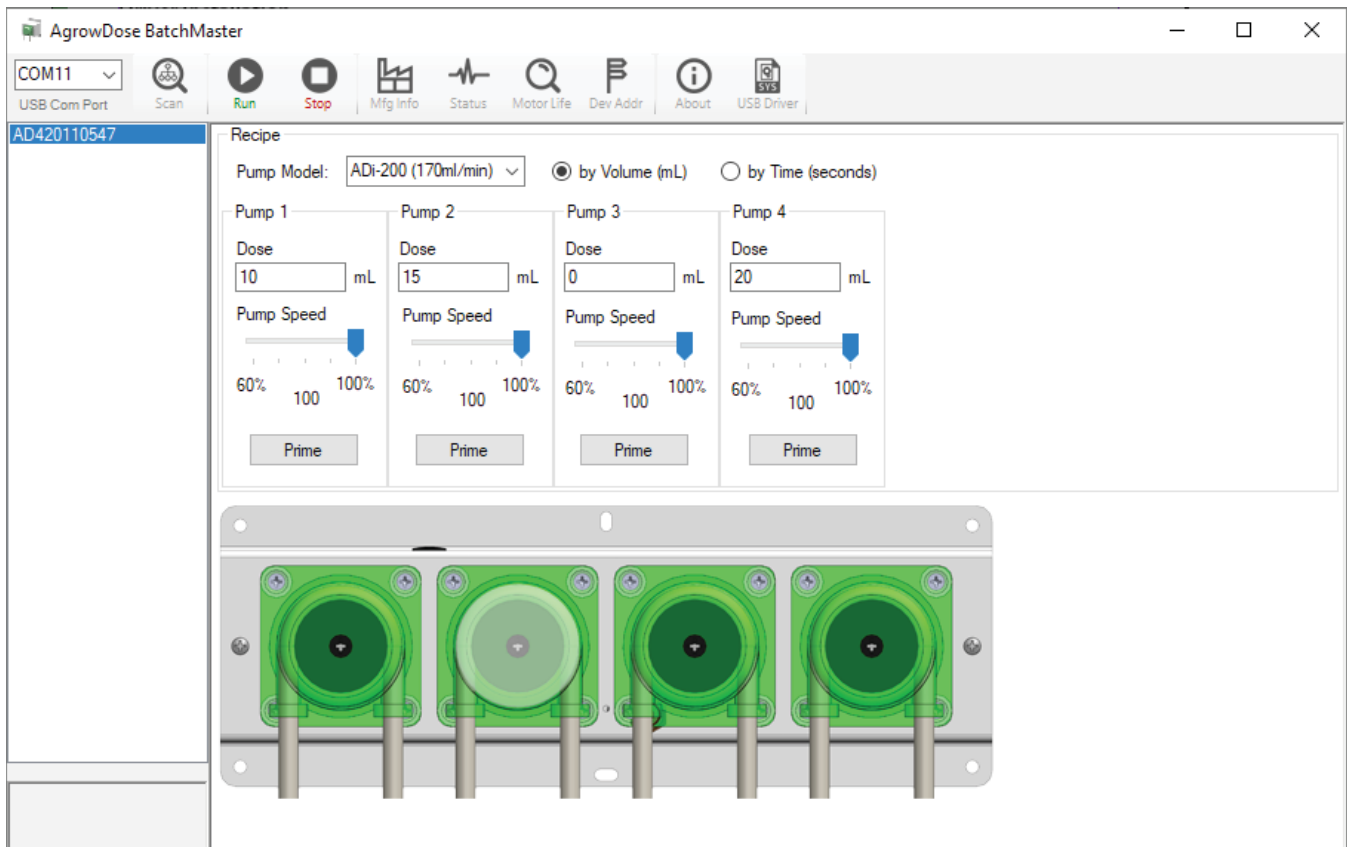 AgrowDose BatchMaster
COM11
USB Com Port Scan Run Stop Mfg Info Status Motor Life Dev Addr About SYS USB Driver
AD420110547
Recipe
Pump Model: ADi-200 (170ml/min) by Volume (mL) by Time (seconds)
Pump 1 Pump 2 Pump 3 Pump 4
Dose Dose Dose Dose
10 mL 15 mL 0 mL 20 mL
Pump Speed Pump Speed Pump Speed Pump Speed
60% 100% 60% 100% 60% 100% 60% 100%
100 100 100 100
Prime Prime Prime Prime